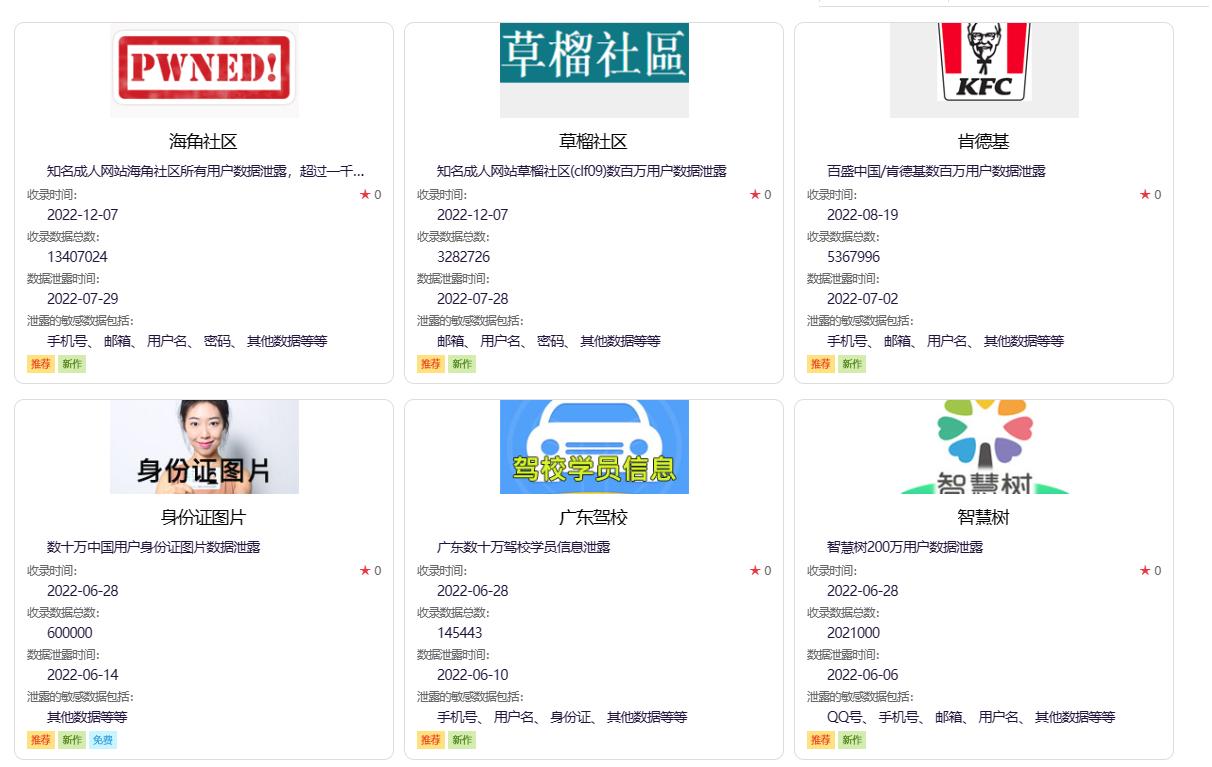 PWNED!
海角社区
知名成人网站海角社区所有用户数据泄露，超过一千...
收录时间:
★ 0
2022-12-07
收录数据总数:
13407024
数据泄露时间:
2022-07-29
泄露的敏感数据包括:
手机号、 邮箱、 用户名、 密码、 其他数据等等
推荐 新作
草榴社區
草榴社区
知名成人网站草榴社区(clf09)数百万用户数据泄露
收录时间:
★ 0
2022-12-07
收录数据总数:
3282726
数据泄露时间:
2022-07-28
泄露的敏感数据包括:
邮箱、 用户名、 密码、 其他数据等等
推荐 新作
KFC
肯德基
百盛中国/肯德基数百万用户数据泄露
收录时间:
★ 0
2022-08-19
收录数据总数:
5367996
数据泄露时间:
2022-07-02
泄露的敏感数据包括:
手机号、 邮箱、 用户名、 其他数据等等
推荐 新作
身份证图片
身份证图片
数十万中国用户身份证图片数据泄露
收录时间:
★ 0
2022-06-28
收录数据总数:
600000
数据泄露时间:
2022-06-14
泄露的敏感数据包括:
其他数据等等
推荐 新作 免费
驾校学员信息
广东驾校
广东数十万驾校学员信息泄露
收录时间:
★ 0
2022-06-28
收录数据总数:
145443
数据泄露时间:
2022-06-10
泄露的敏感数据包括:
手机号、 用户名、 身份证、 其他数据等等
推荐 新作
智慧树
智慧树
智慧树200万用户数据泄露
收录时间:
★ 0
2022-06-28
收录数据总数:
2021000
数据泄露时间:
2022-06-06
泄露的敏感数据包括:
QQ号、 手机号、 邮箱、 用户名、 其他数据等等
推荐 新作